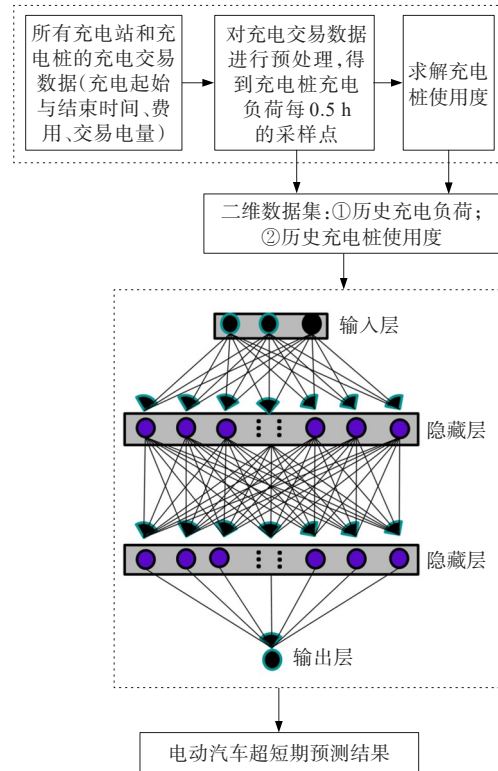 所有充电站和充
电桩的充电交易
数据(充电起始
与结束时间、费
用、交易电量)
对充电交易数据
进行预处理,得
到充电桩充电
负荷每 0.5 h
的采样点
求解充电
桩使用度
二维数据集:①历史充电负荷;
②历史充电桩使用度
输入层
隐藏层
隐藏层
输出层
电动汽车超短期预测结果